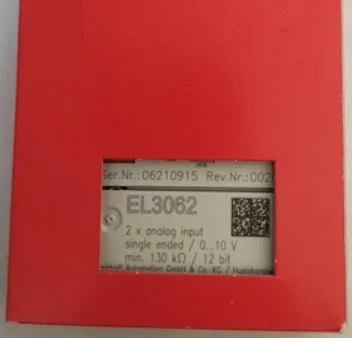 Ser.Nr.: 06210915 Rev.Nr.:002
EL3062
2 x analog input
single ended / 0...10 V
min. 130 kΩ / 12 bit
Automation GmbH & Co. KG /